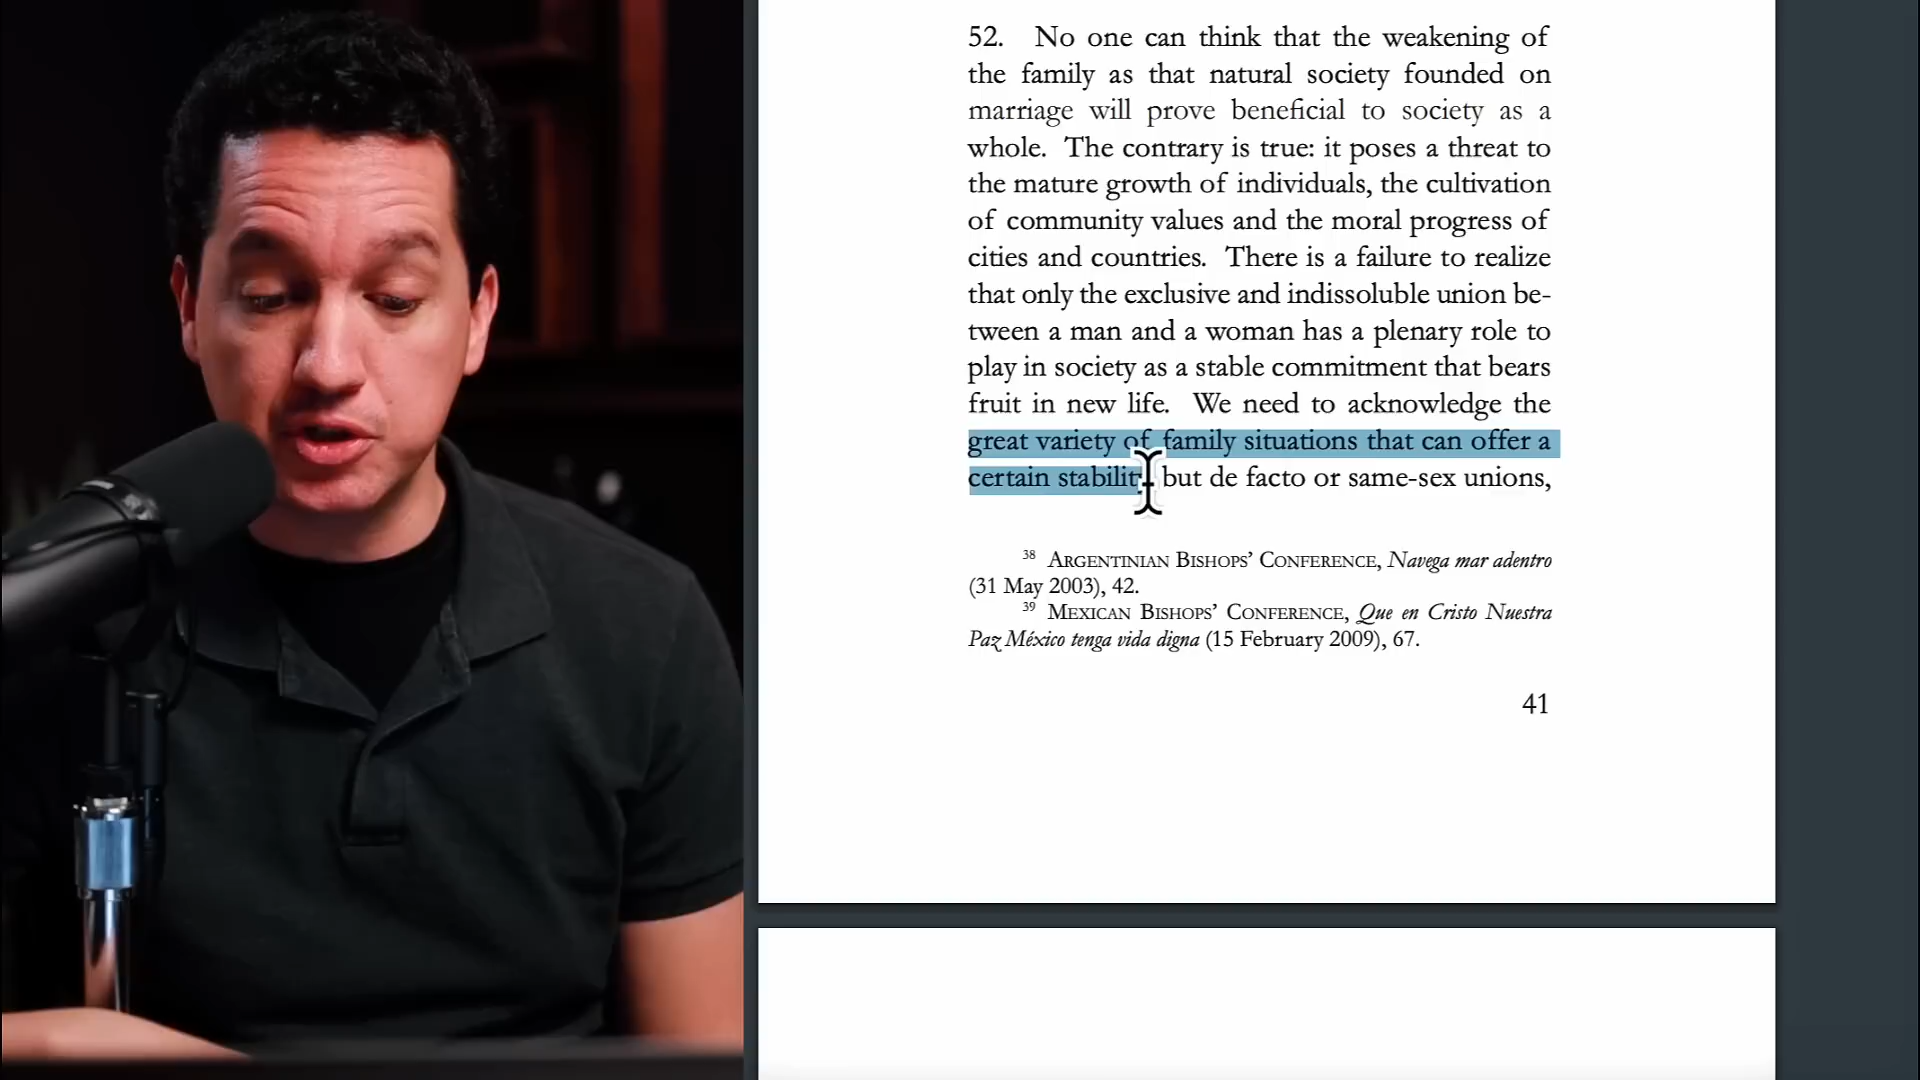 52. No one can think that the weakening of
the family as that natural society founded on
marriage will prove beneficial to society as a
whole. The contrary is true: it poses a threat to
the mature growth of individuals, the cultivation
of community values and the moral progress of
cities and countries. There is a failure to realize
that only the exclusive and indissoluble union be-
tween a man and a woman has a plenary role to
play in society as a stable commitment that bears
fruit in new life. We need to acknowledge the
great variety of family situations that can offer a
certain stability, but de facto or same-sex unions,
38 ARGENTINIAN BISHOPS’ CONFERENCE, Navega mar adentro
(31 May 2003), 42.
39 MEXICAN BISHOPS’ CONFERENCE, Que en Cristo Nuestra
Paz México tenga vida digna (15 February 2009), 67.
41